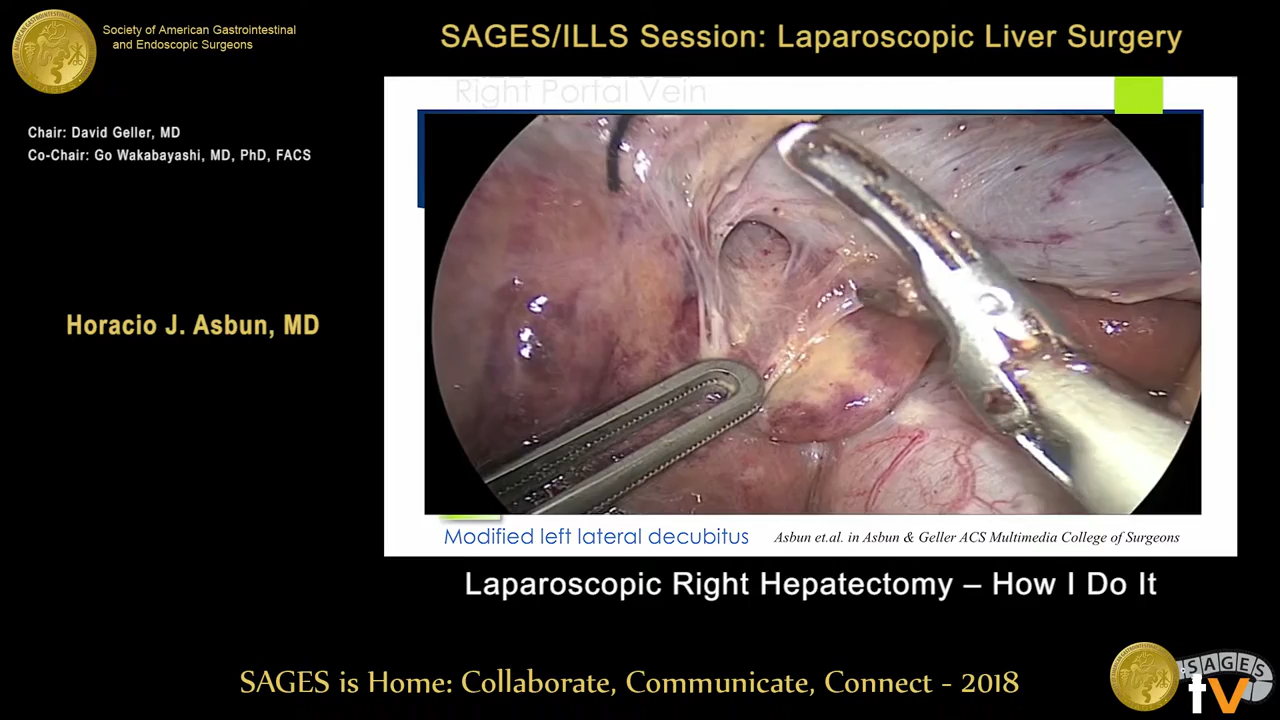 Society of American Gastrointestinal
and Endoscopic Surgeons
SAGES/ILLS Session: Laparoscopic Liver Surgery
Chair: David Geller, MD
Co-Chair: Go Wakabayashi, MD, PhD, FACS
Horacio J. Asbun, MD
Right Portal Vein
Modified left lateral decubitus
Asbun et.al. in Asbun & Geller ACS Multimedia College of Surgeons
Laparoscopic Right Hepatectomy – How I Do It
SAGES is Home: Collaborate, Communicate, Connect - 2018
SAGES
tv